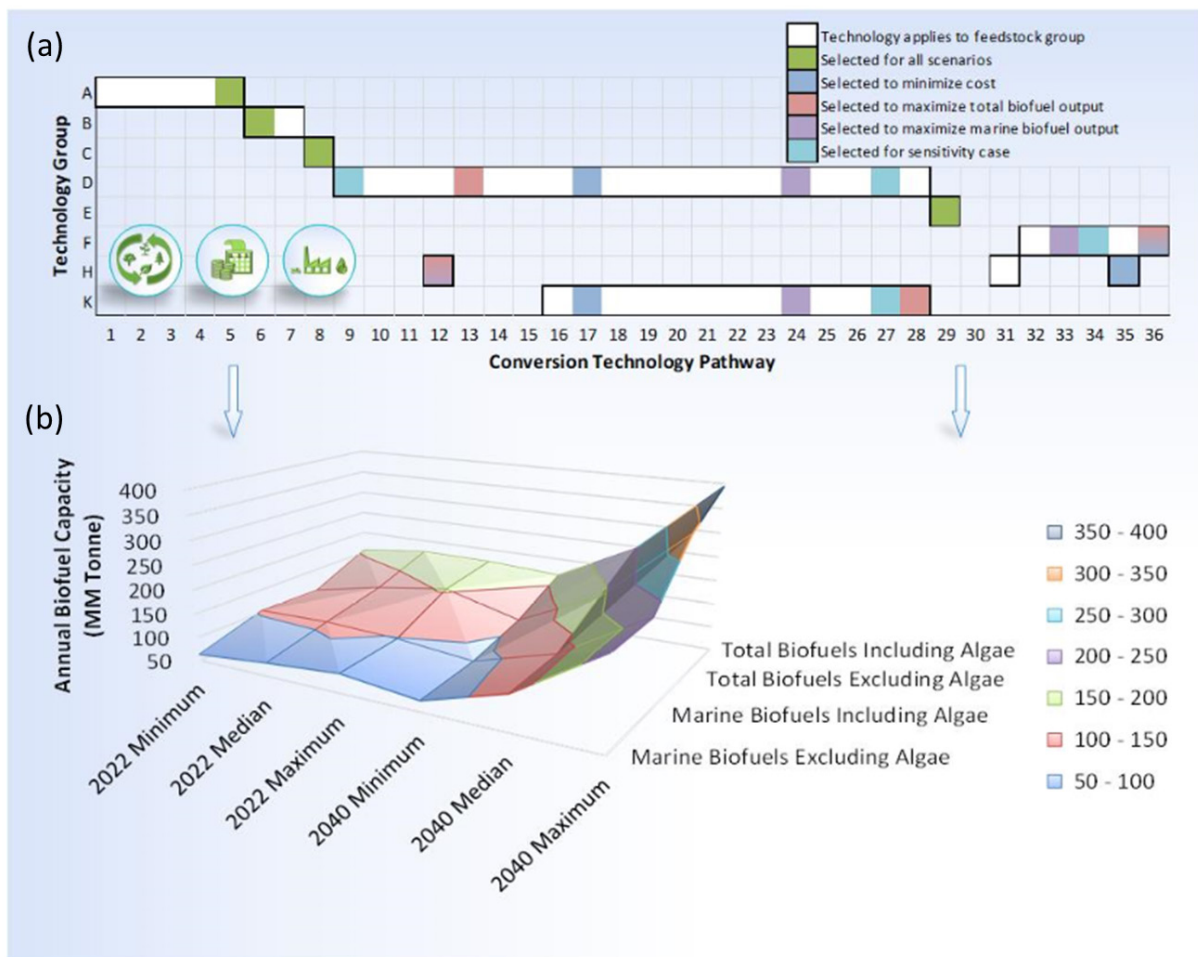 (a)
Technology applies to feedstock group
Selected for all scenarios
Selected to minimize cost
Selected to maximize total biofuel output
Selected to maximize marine biofuel output
Selected for sensitivity case
Technology Group
A
B
C
D
E
F
H
K
1 2 3 4 5 6 7 8 9 10 11 12 13 14 15 16 17 18 19 20 21 22 23 24 25 26 27 28 29 30 31 32 33 34 35 36
Conversion Technology Pathway
(b)
Annual Biofuel Capacity
(MM Tonne)
400
350
300
250
200
150
100
50
2022 Minimum
2022 Median
2022 Maximum
2040 Minimum
2040 Median
2040 Maximum
Total Biofuels Including Algae
Total Biofuels Excluding Algae
Marine Biofuels Including Algae
Marine Biofuels Excluding Algae
350 - 400
300 - 350
250 - 300
200 - 250
150 - 200
100 - 150
50 - 100